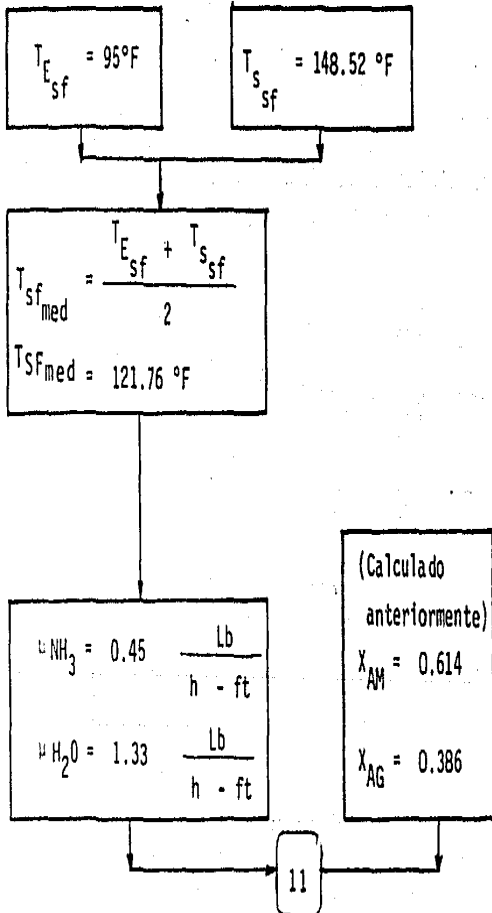 T_E_sf = 95°F
T_s_sf = 148.52 °F
T_sf_med = (T_E_sf + T_s_sf) / 2
T_SF_med = 121.76 °F
μ NH₃ = 0.45 Lb / h - ft
μ H₂O = 1.33 Lb / h - ft
(Calculado
anteriormente)
X_AM = 0.614
X_AG = 0.386
11